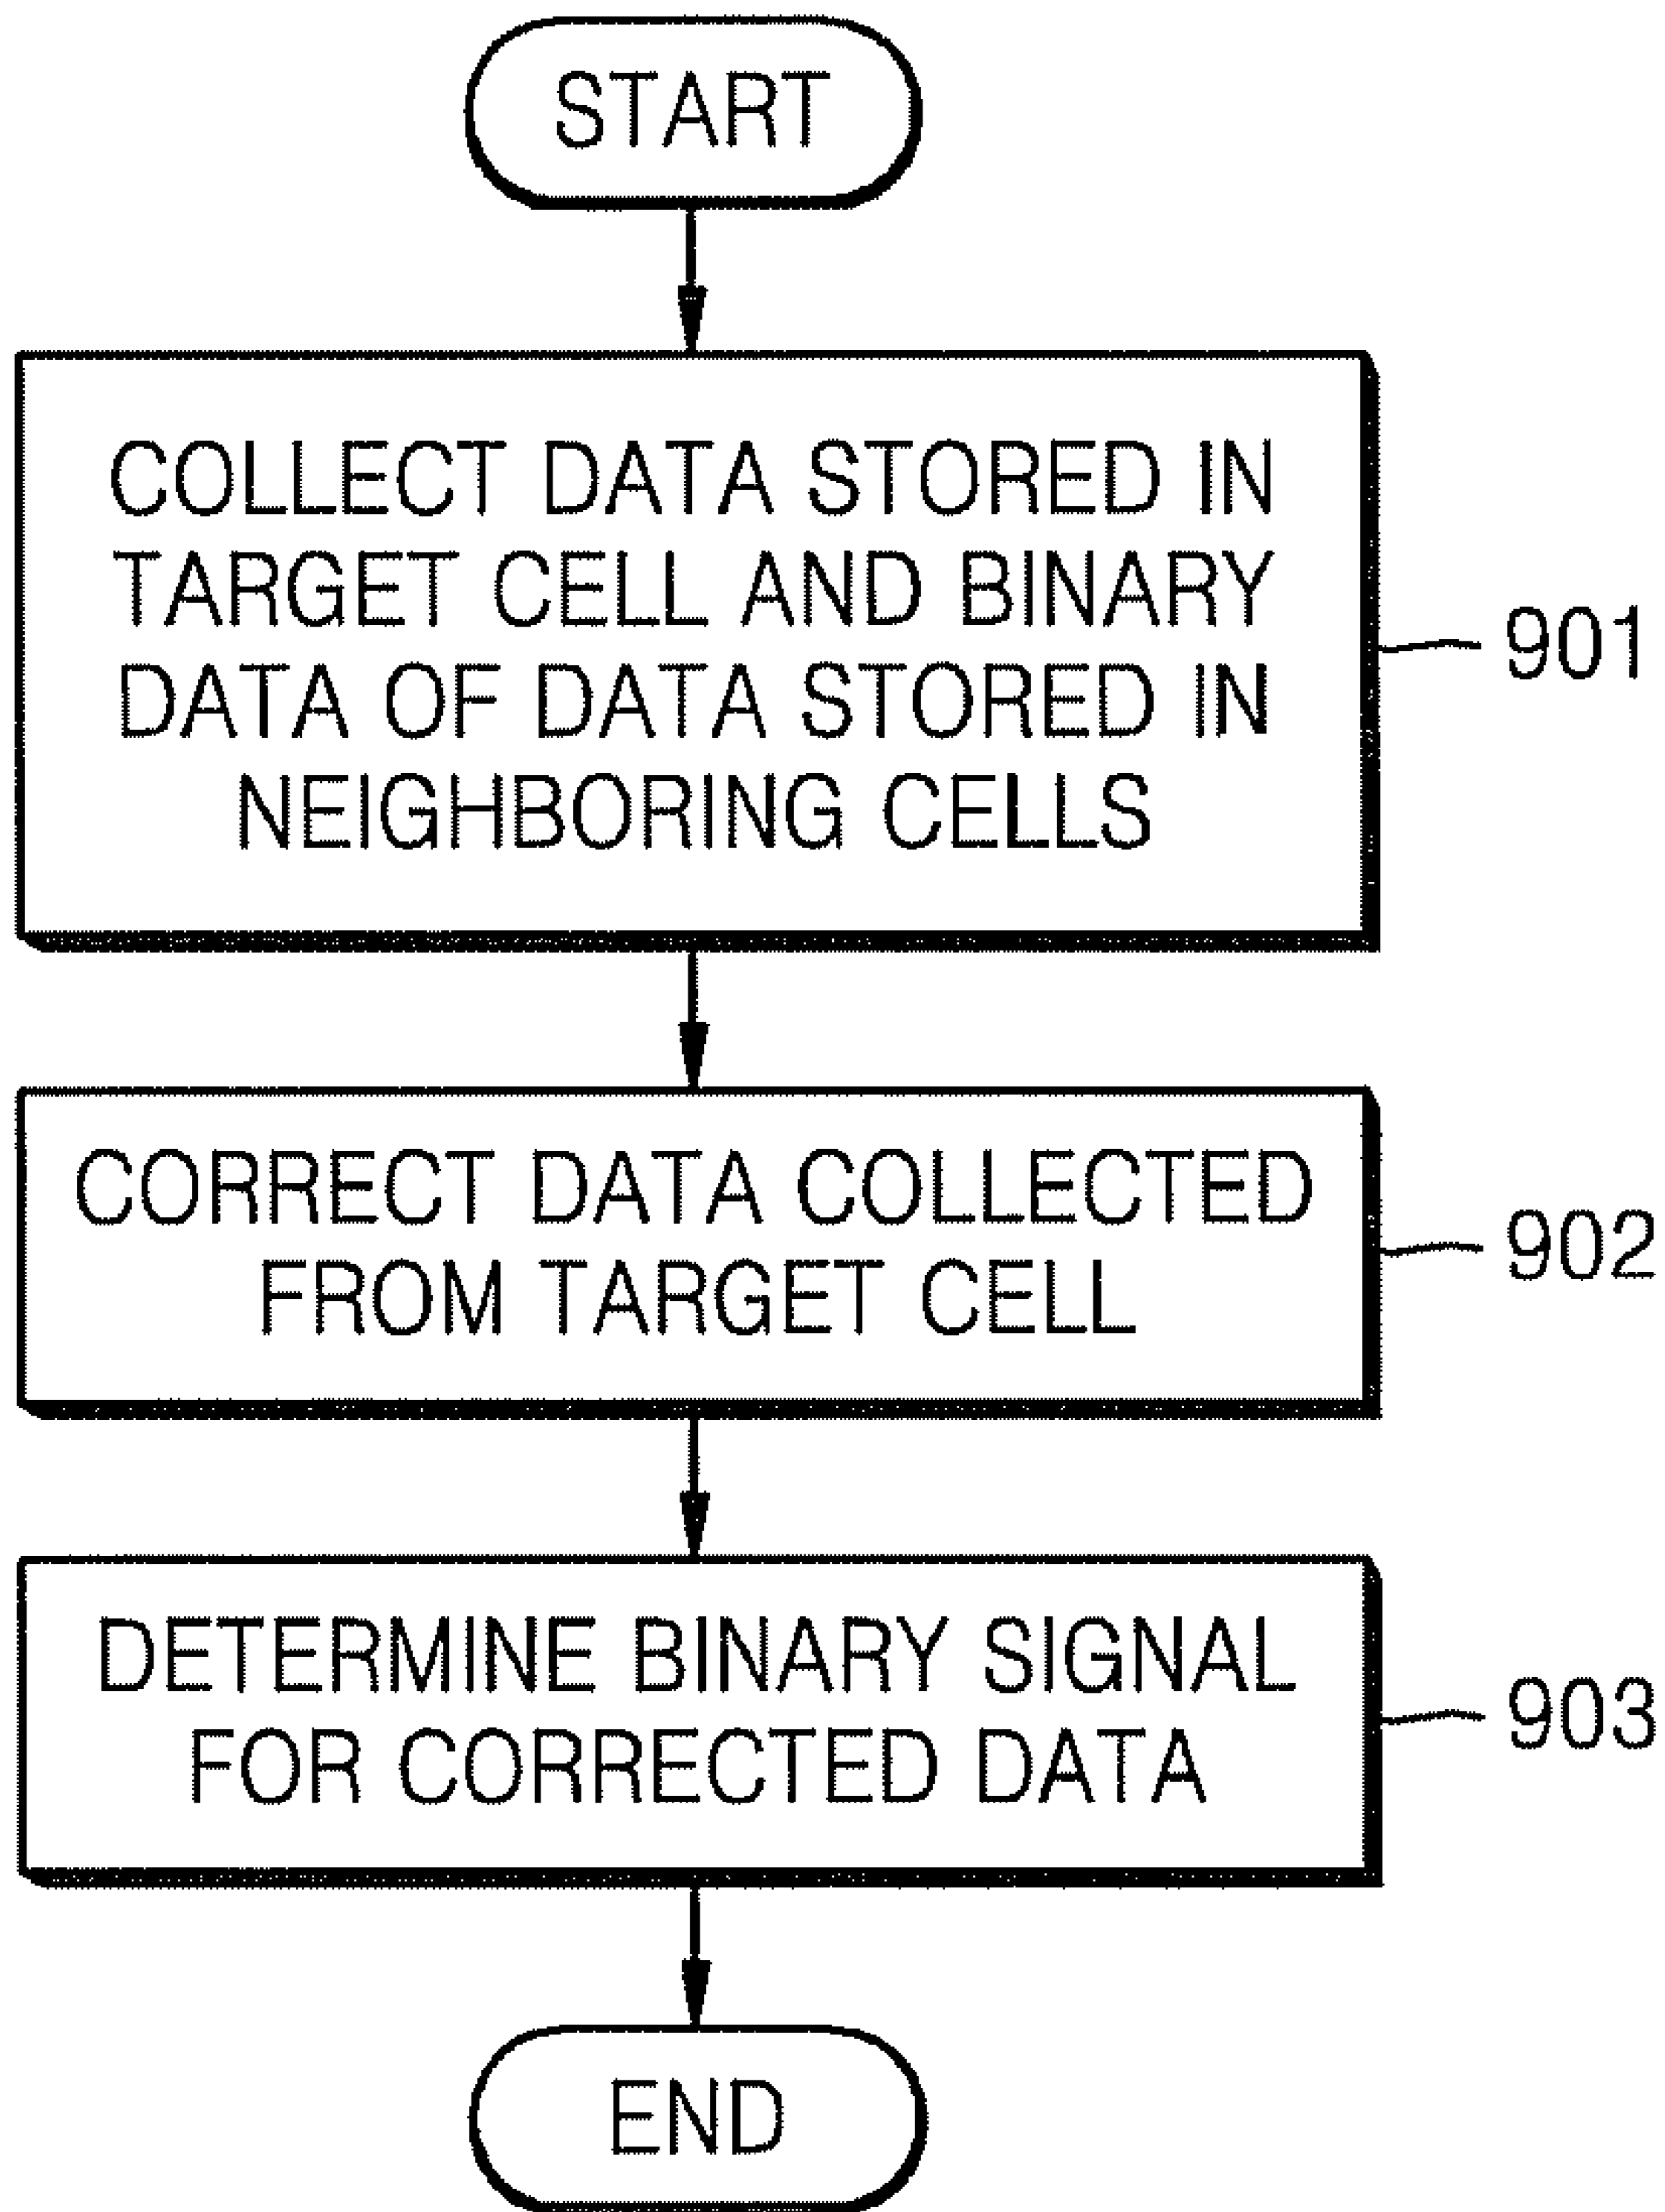 START
COLLECT DATA STORED IN
TARGET CELL AND BINARY
DATA OF DATA STORED IN
NEIGHBORING CELLS
901
CORRECT DATA COLLECTED
FROM TARGET CELL
902
DETERMINE BINARY SIGNAL
FOR CORRECTED DATA
903
END